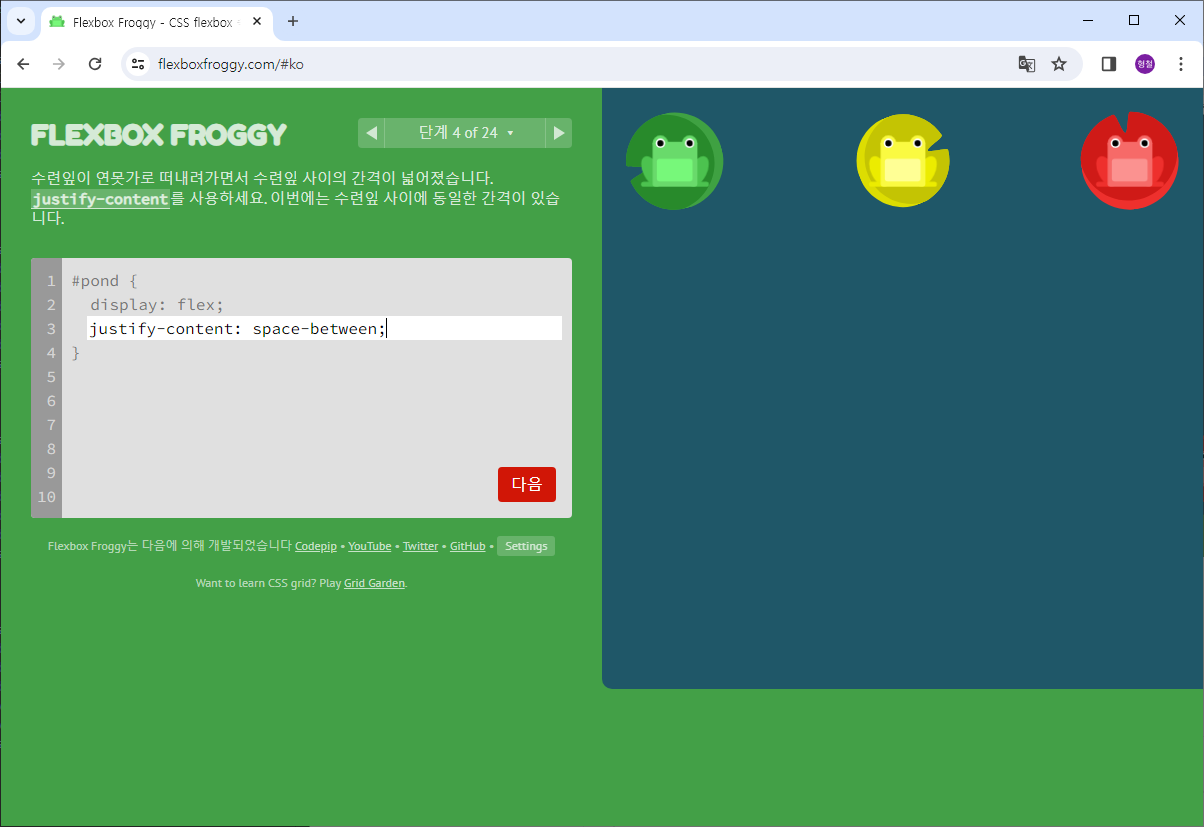 Flexbox Froggy - CSS flexbox
flexboxfroggy.com/#ko
형철
FLEXBOX FROGGY
단계 4 of 24
수련잎이 연못가로 떠내려가면서 수련잎 사이의 간격이 넓어졌습니다.
justify-content를 사용하세요. 이번에는 수련잎 사이에 동일한 간격이 있습
니다.
1 #pond {
2 display: flex;
3 justify-content: space-between;
4 }
5
6
7
8
9
10
다음
Flexbox Froggy는 다음에 의해 개발되었습니다 Codepip • YouTube • Twitter • GitHub • Settings
Want to learn CSS grid? Play Grid Garden.